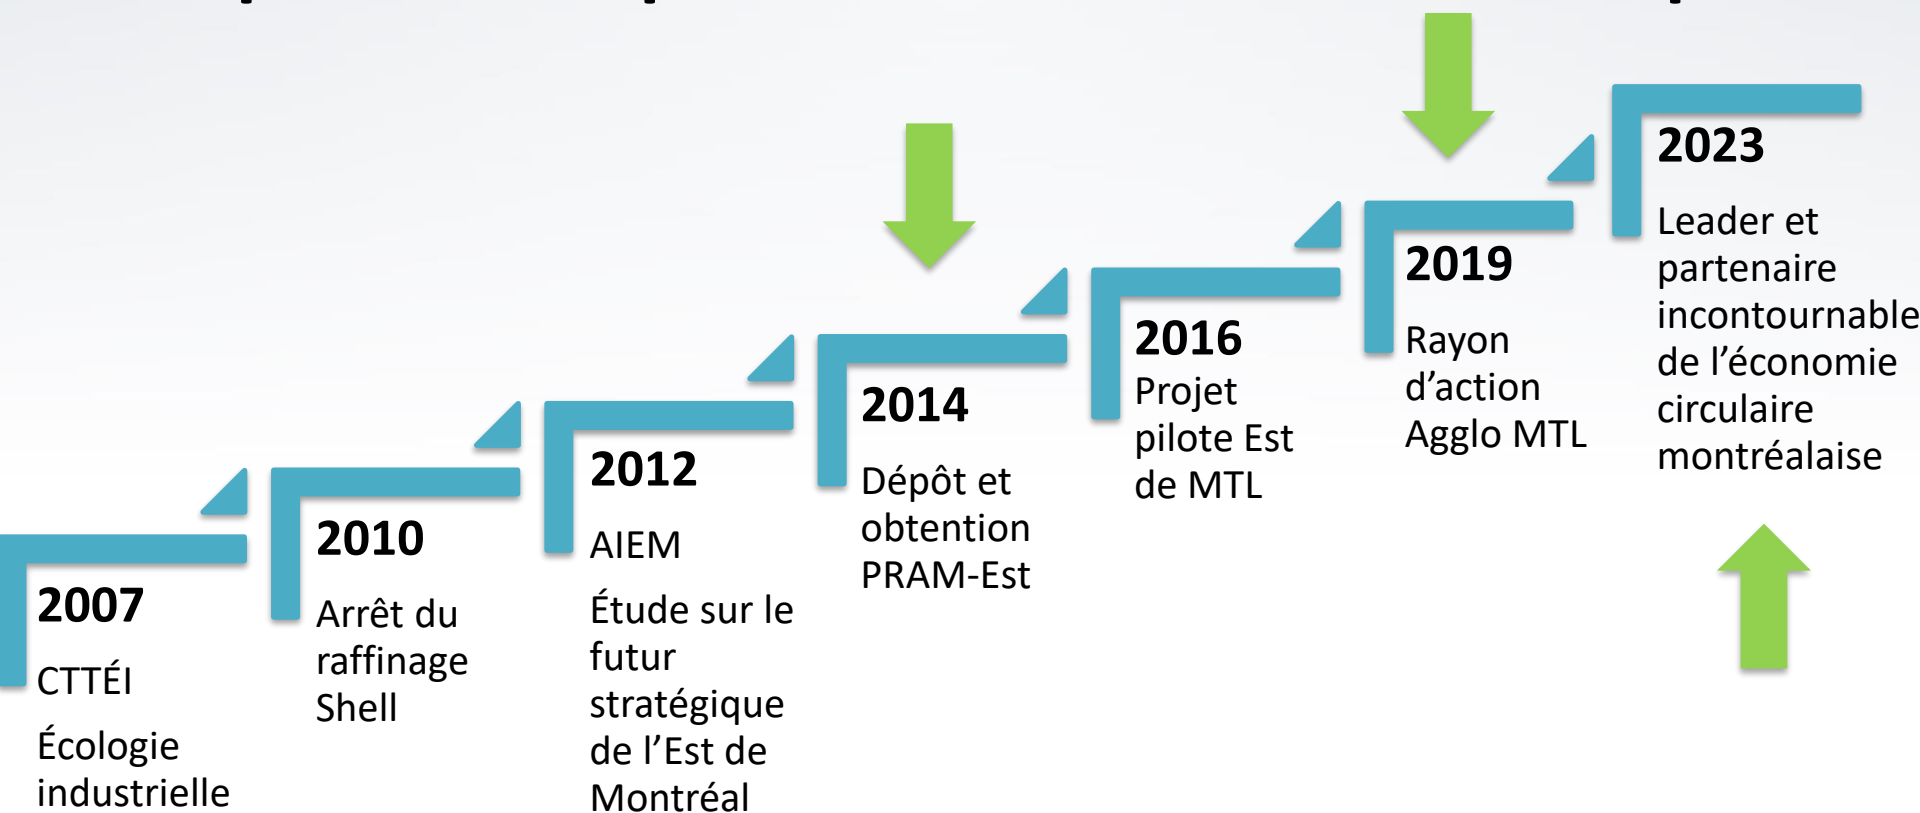 2007
CTTÉI
Écologie
industrielle
2010
Arrêt du
raffinage
Shell
2012
AIEM
Étude sur le
futur
stratégique
de l’Est de
Montréal
2014
Dépôt et
obtention
PRAM-Est
2016
Projet
pilote Est
de MTL
2019
Rayon
d’action
Agglo MTL
2023
Leader et
partenaire
incontournable
de l’économie
circulaire
montréalaise